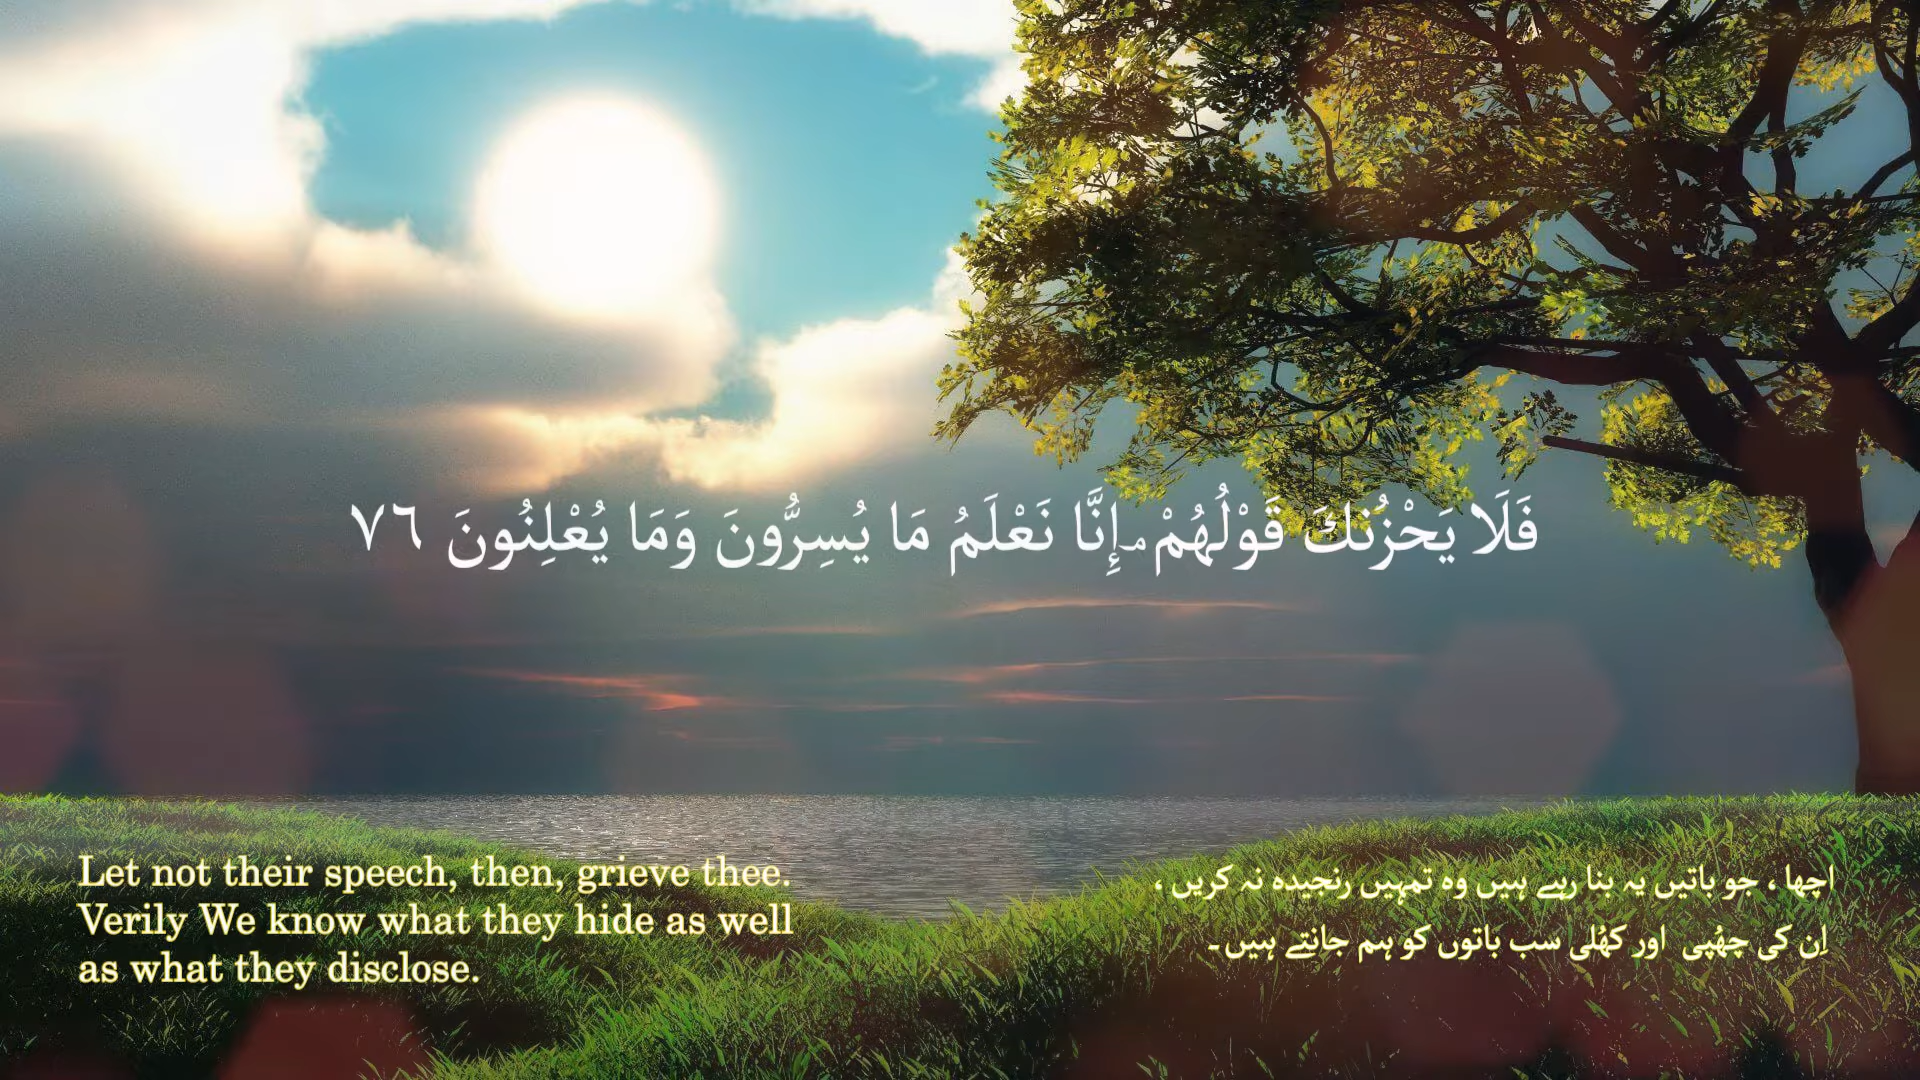 فَلَا يَحْزُنكَ قَوْلُهُمْ ۘ إِنَّا نَعْلَمُ مَا يُسِرُّونَ وَمَا يُعْلِنُونَ ٧٦
Let not their speech, then, grieve thee.
Verily We know what they hide as well
as what they disclose.
اچھا ، جو باتیں یہ بنا رہے ہیں وہ تمہیں رنجیدہ نہ کریں ،
اِن کی چھُپی اور کھُلی سب باتوں کو ہم جانتے ہیں۔